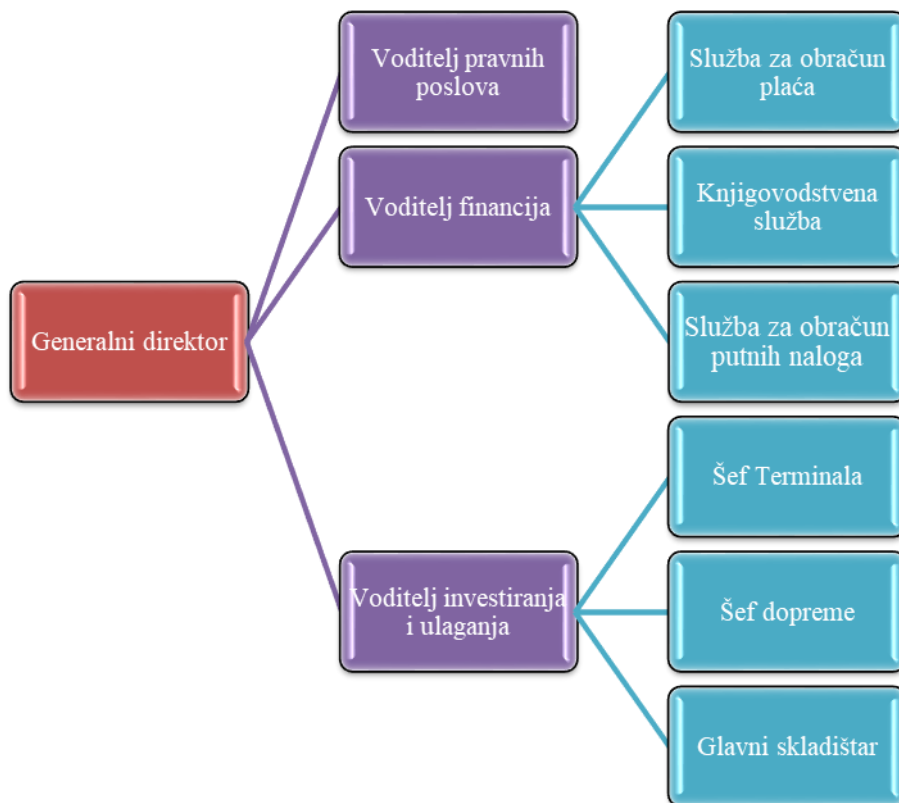 Generalni direktor
Voditelj pravnih
poslova
Voditelj financija
Služba za obračun
plaća
Knjigovodstvena
služba
Služba za obračun
putnih naloga
Voditelj investiranja
i ulaganja
Šef Terminala
Šef dopreme
Glavni skladištar